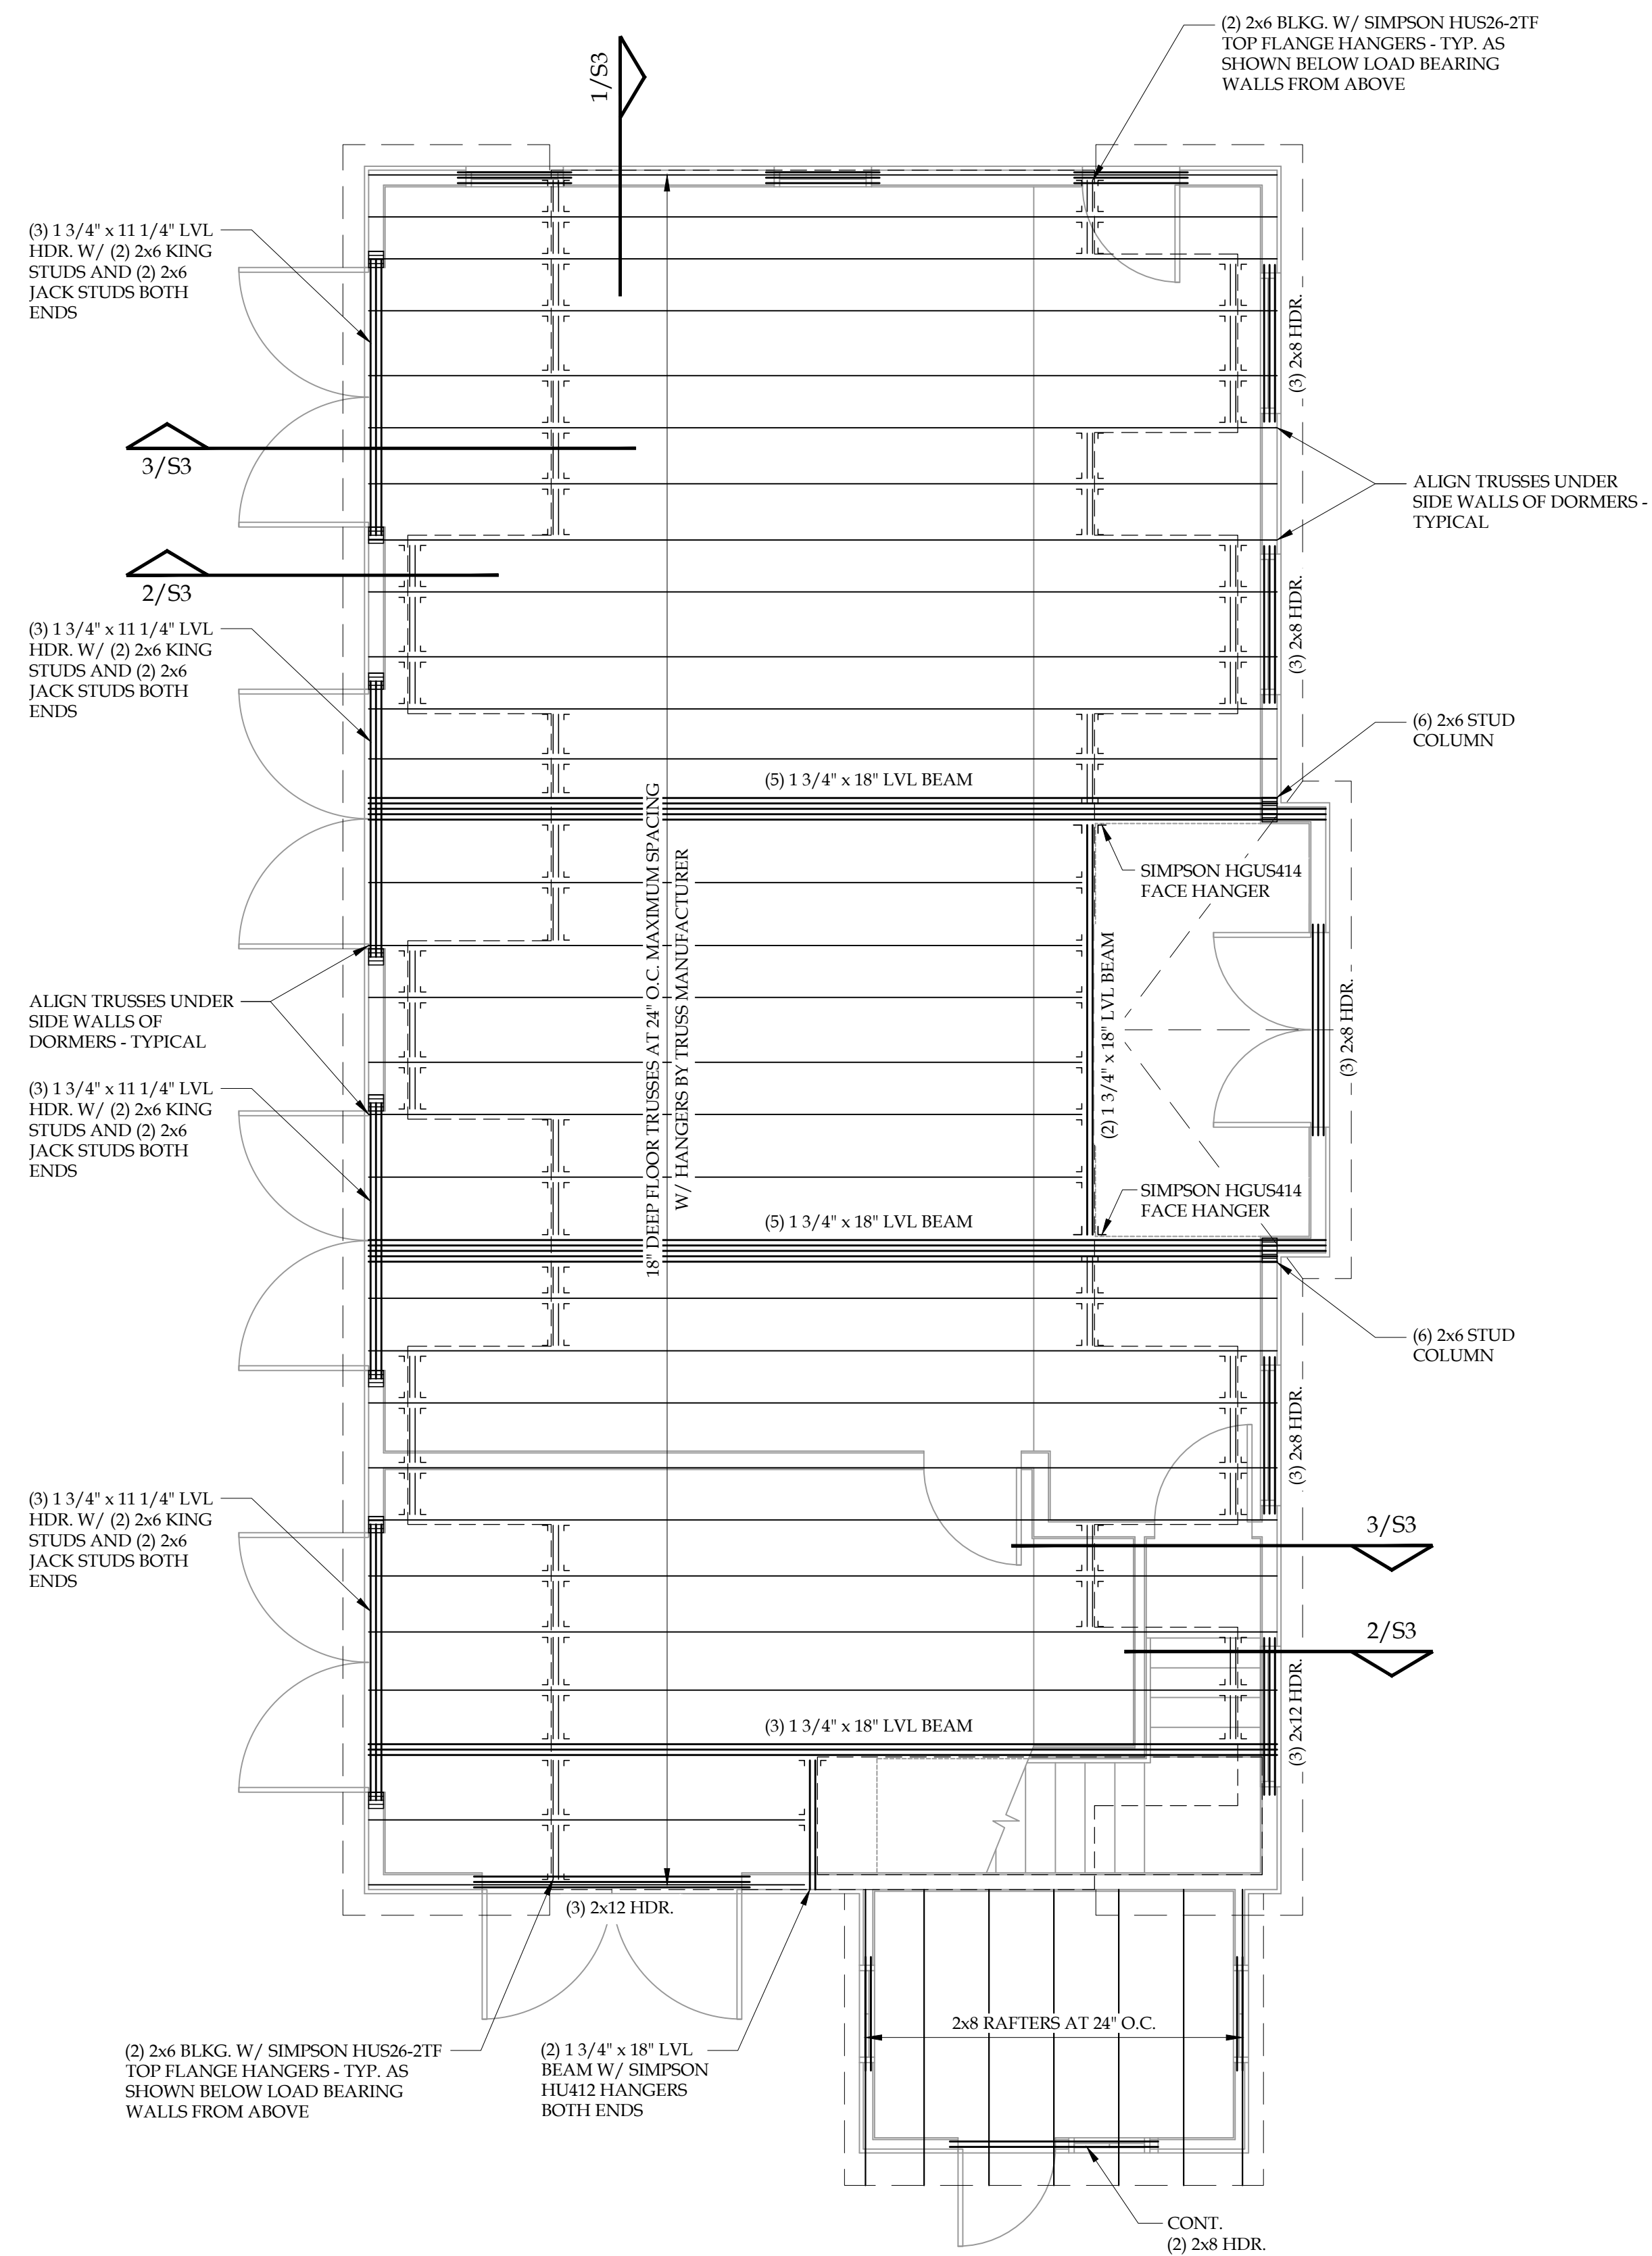 (2) 2x6 BLKG. W/ SIMPSON HUS26-2TF
TOP FLANGE HANGERS - TYP. AS
SHOWN BELOW LOAD BEARING
WALLS FROM ABOVE
1/S3
(3) 1 3/4" x 11 1/4" LVL
HDR. W/ (2) 2x6 KING
STUDS AND (2) 2x6
JACK STUDS BOTH
ENDS
(3) 2x8 HDR.
3/S3
ALIGN TRUSSES UNDER
SIDE WALLS OF DORMERS -
TYPICAL
2/S3
(3) 2x8 HDR.
(3) 1 3/4" x 11 1/4" LVL
HDR. W/ (2) 2x6 KING
STUDS AND (2) 2x6
JACK STUDS BOTH
ENDS
(6) 2x6 STUD
COLUMN
(5) 1 3/4" x 18" LVL BEAM
18" DEEP FLOOR TRUSSES AT 24" O.C. MAXIMUM SPACING
W/ HANGERS BY TRUSS MANUFACTURER
SIMPSON HGUS414
FACE HANGER
(2) 1 3/4" x 18" LVL BEAM
(3) 2x8 HDR.
ALIGN TRUSSES UNDER
SIDE WALLS OF
DORMERS - TYPICAL
(3) 1 3/4" x 11 1/4" LVL
HDR. W/ (2) 2x6 KING
STUDS AND (2) 2x6
JACK STUDS BOTH
ENDS
SIMPSON HGUS414
FACE HANGER
(5) 1 3/4" x 18" LVL BEAM
(6) 2x6 STUD
COLUMN
(3) 2x8 HDR.
(3) 1 3/4" x 11 1/4" LVL
HDR. W/ (2) 2x6 KING
STUDS AND (2) 2x6
JACK STUDS BOTH
ENDS
3/S3
2/S3
(3) 2x12 HDR.
(3) 1 3/4" x 18" LVL BEAM
(3) 2x12 HDR.
2x8 RAFTERS AT 24" O.C.
(2) 2x6 BLKG. W/ SIMPSON HUS26-2TF
TOP FLANGE HANGERS - TYP. AS
SHOWN BELOW LOAD BEARING
WALLS FROM ABOVE
(2) 1 3/4" x 18" LVL
BEAM W/ SIMPSON
HU412 HANGERS
BOTH ENDS
CONT.
(2) 2x8 HDR.